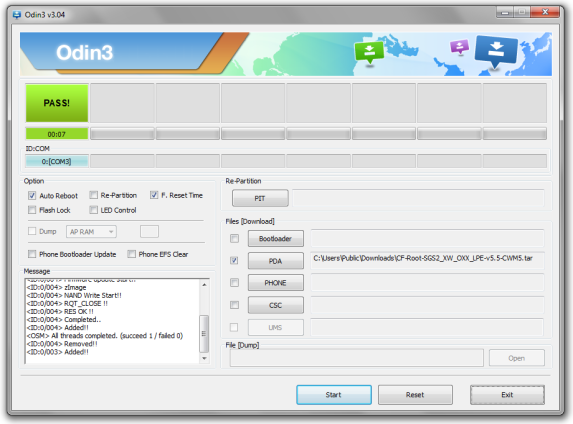 Odin3 v3.04
Odin3
PASS!
00:07
ID:COM
0:[COM3]
Option
Auto Reboot
Re-Partition
F. Reset Time
Flash Lock
LED Control
Dump
AP RAM
Phone Bootloader Update
Phone EFS Clear
Message
<ID:0/004> Firmware update start..
<ID:0/004> zImage
<ID:0/004> NAND Write Start!!
<ID:0/004> RQT_CLOSE !!
<ID:0/004> RES OK !!
<ID:0/004> Completed..
<ID:0/004> Added!!
<OSM> All threads completed. (succeed 1 / failed 0)
<ID:0/004> Removed!!
<ID:0/003> Added!!
Re-Partition
PIT
Files [Download]
Bootloader
PDA
C:\Users\Public\Downloads\CF-Root-SGS2_XW_OXX_LPE-v5.5-CWM5.tar
PHONE
CSC
UMS
File [Dump]
Open
Start
Reset
Exit